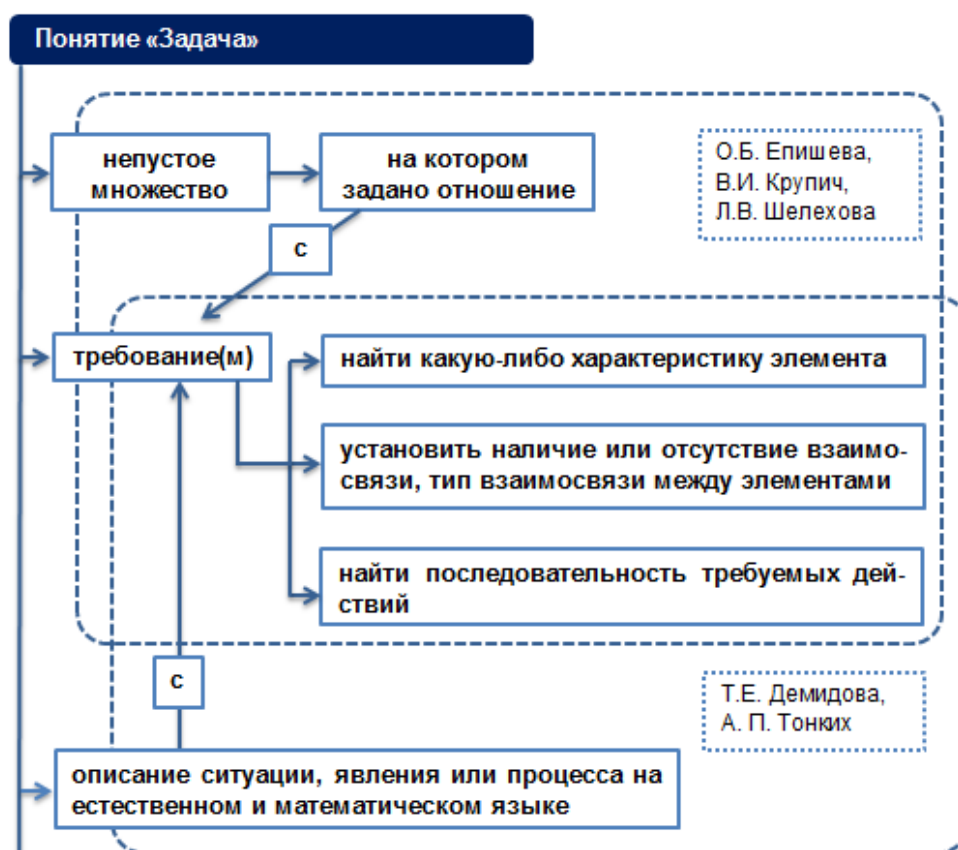 Понятие «Задача»
непустое
множество
на котором
задано отношение
О.Б. Епишева,
В.И. Крупич,
Л.В. Шелехова
с
требование(м)
найти какую-либо характеристику элемента
установить наличие или отсутствие взаимо-
связи, тип взаимосвязи между элементами
найти последовательность требуемых дей-
ствий
с
Т.Е. Демидова,
А. П. Тонких
описание ситуации, явления или процесса на
естественном и математическом языке